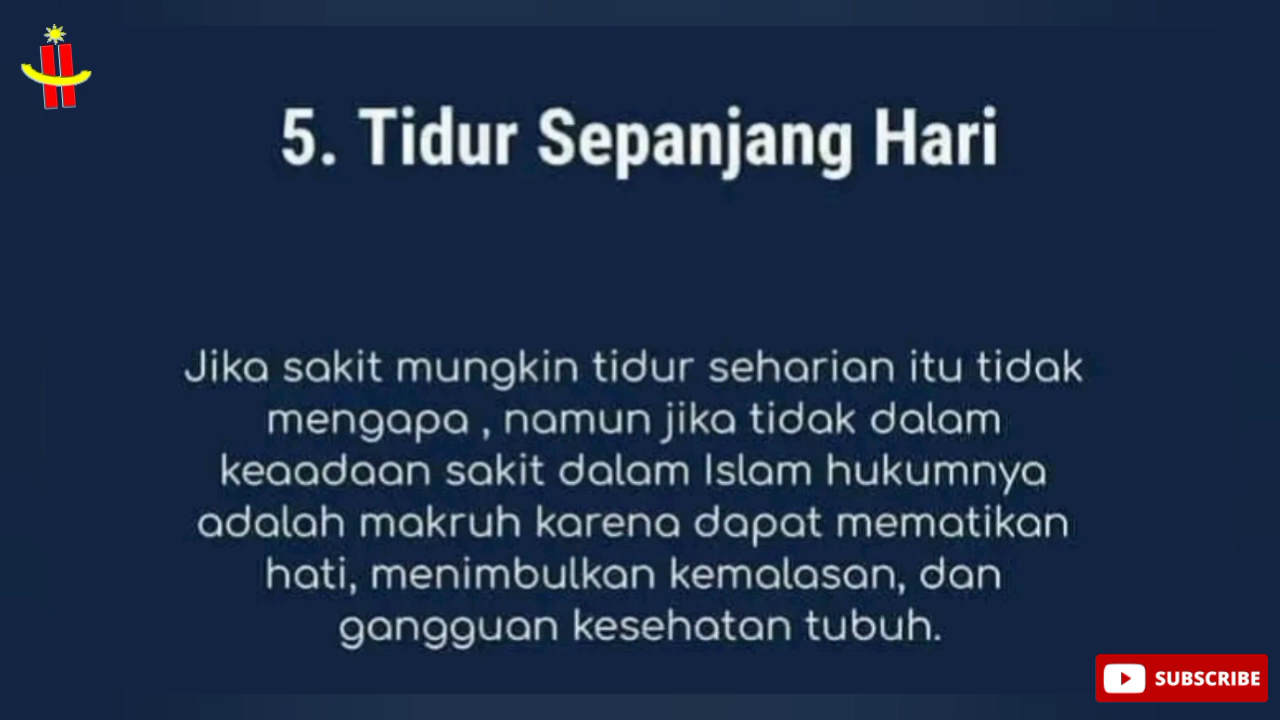 5. Tidur Sepanjang Hari
Jika sakit mungkin tidur seharian itu tidak
mengapa , namun jika tidak dalam
keaadaan sakit dalam Islam hukumnya
adalah makruh karena dapat mematikan
hati, menimbulkan kemalasan, dan
gangguan kesehatan tubuh.
SUBSCRIBE